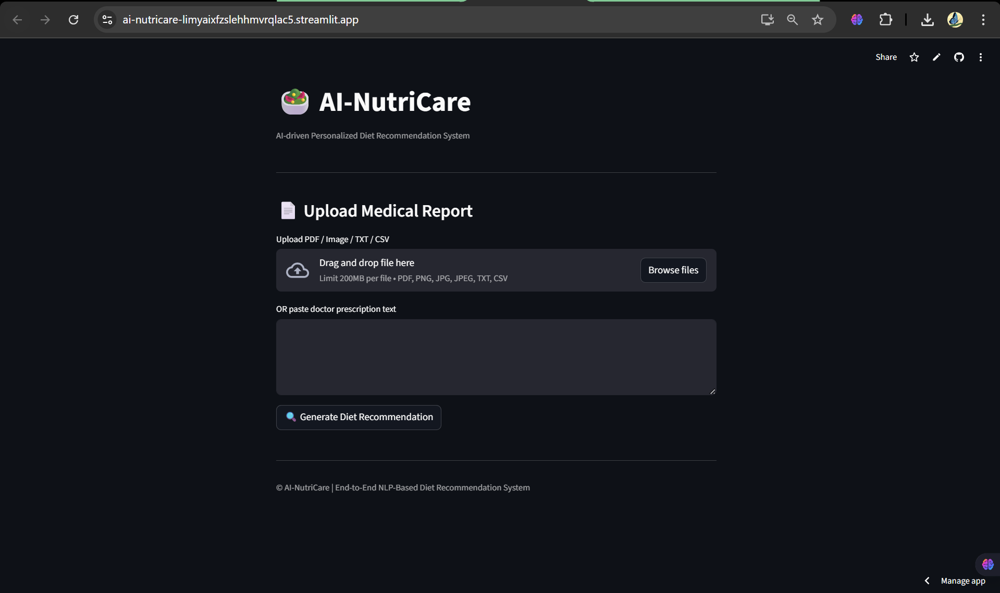 ai-nutricare-limyaixfzslehhmvrqlac5.streamlit.app
Share
AI-NutriCare
AI-driven Personalized Diet Recommendation System
Upload Medical Report
Upload PDF / Image / TXT / CSV
Drag and drop file here
Limit 200MB per file • PDF, PNG, JPG, JPEG, TXT, CSV
Browse files
OR paste doctor prescription text
Generate Diet Recommendation
© AI-NutriCare | End-to-End NLP-Based Diet Recommendation System
Manage app